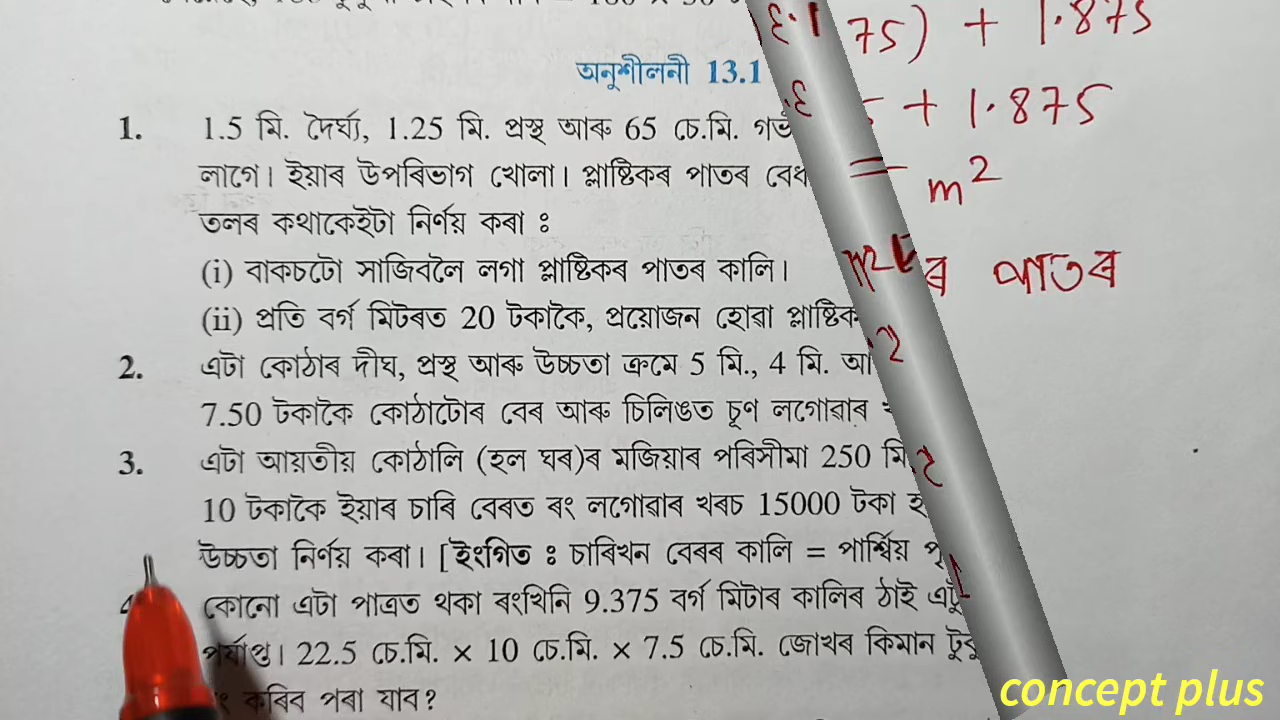 অনুশীলনী 13.1
75) + 1.875
+ 1.875
= m²
ৰ পাতৰ
1. 1.5 মি. দৈৰ্ঘ্য, 1.25 মি. প্ৰস্থ আৰু 65 চে.মি.
লাগে। ইয়াৰ উপৰিভাগ খোলা। প্লাষ্টিকৰ পাতৰ
তলৰ কথাকেইটা নিৰ্ণয় কৰা ঃ
(i) বাকচটো সাজিবলৈ লগা প্লাষ্টিকৰ পাতৰ কালি।
(ii) প্ৰতি বৰ্গ মিটৰত 20 টকাকৈ, প্ৰয়োজন হোৱা
2. এটা কোঠাৰ দীঘ, প্ৰস্থ আৰু উচ্চতা ক্ৰমে 5 মি., 4 মি.
7.50 টকাকৈ কোঠাটোৰ বেৰ আৰু চিলিঙত চূণ লগোৱাৰ
3. এটা আয়তীয় কোঠালি (হল ঘৰ)ৰ মজিয়াৰ পৰিসীমা 250
10 টকাকৈ ইয়াৰ চাৰি বেৰত ৰং লগোৱাৰ খৰচ 15000 টকা
উচ্চতা নিৰ্ণয় কৰা। [ইংগিত ঃ চাৰিখন বেৰৰ কালি = পাৰ্শ্বিয়
কোনো এটা পাত্ৰত থকা ৰংখিনি 9.375 বৰ্গ মিটাৰ কালিৰ ঠাই
পৰ্যাপ্ত। 22.5 চে.মি. × 10 চে.মি. × 7.5 চে.মি. জোখৰ কিমান
কৰিব পৰা যাব?
concept plus